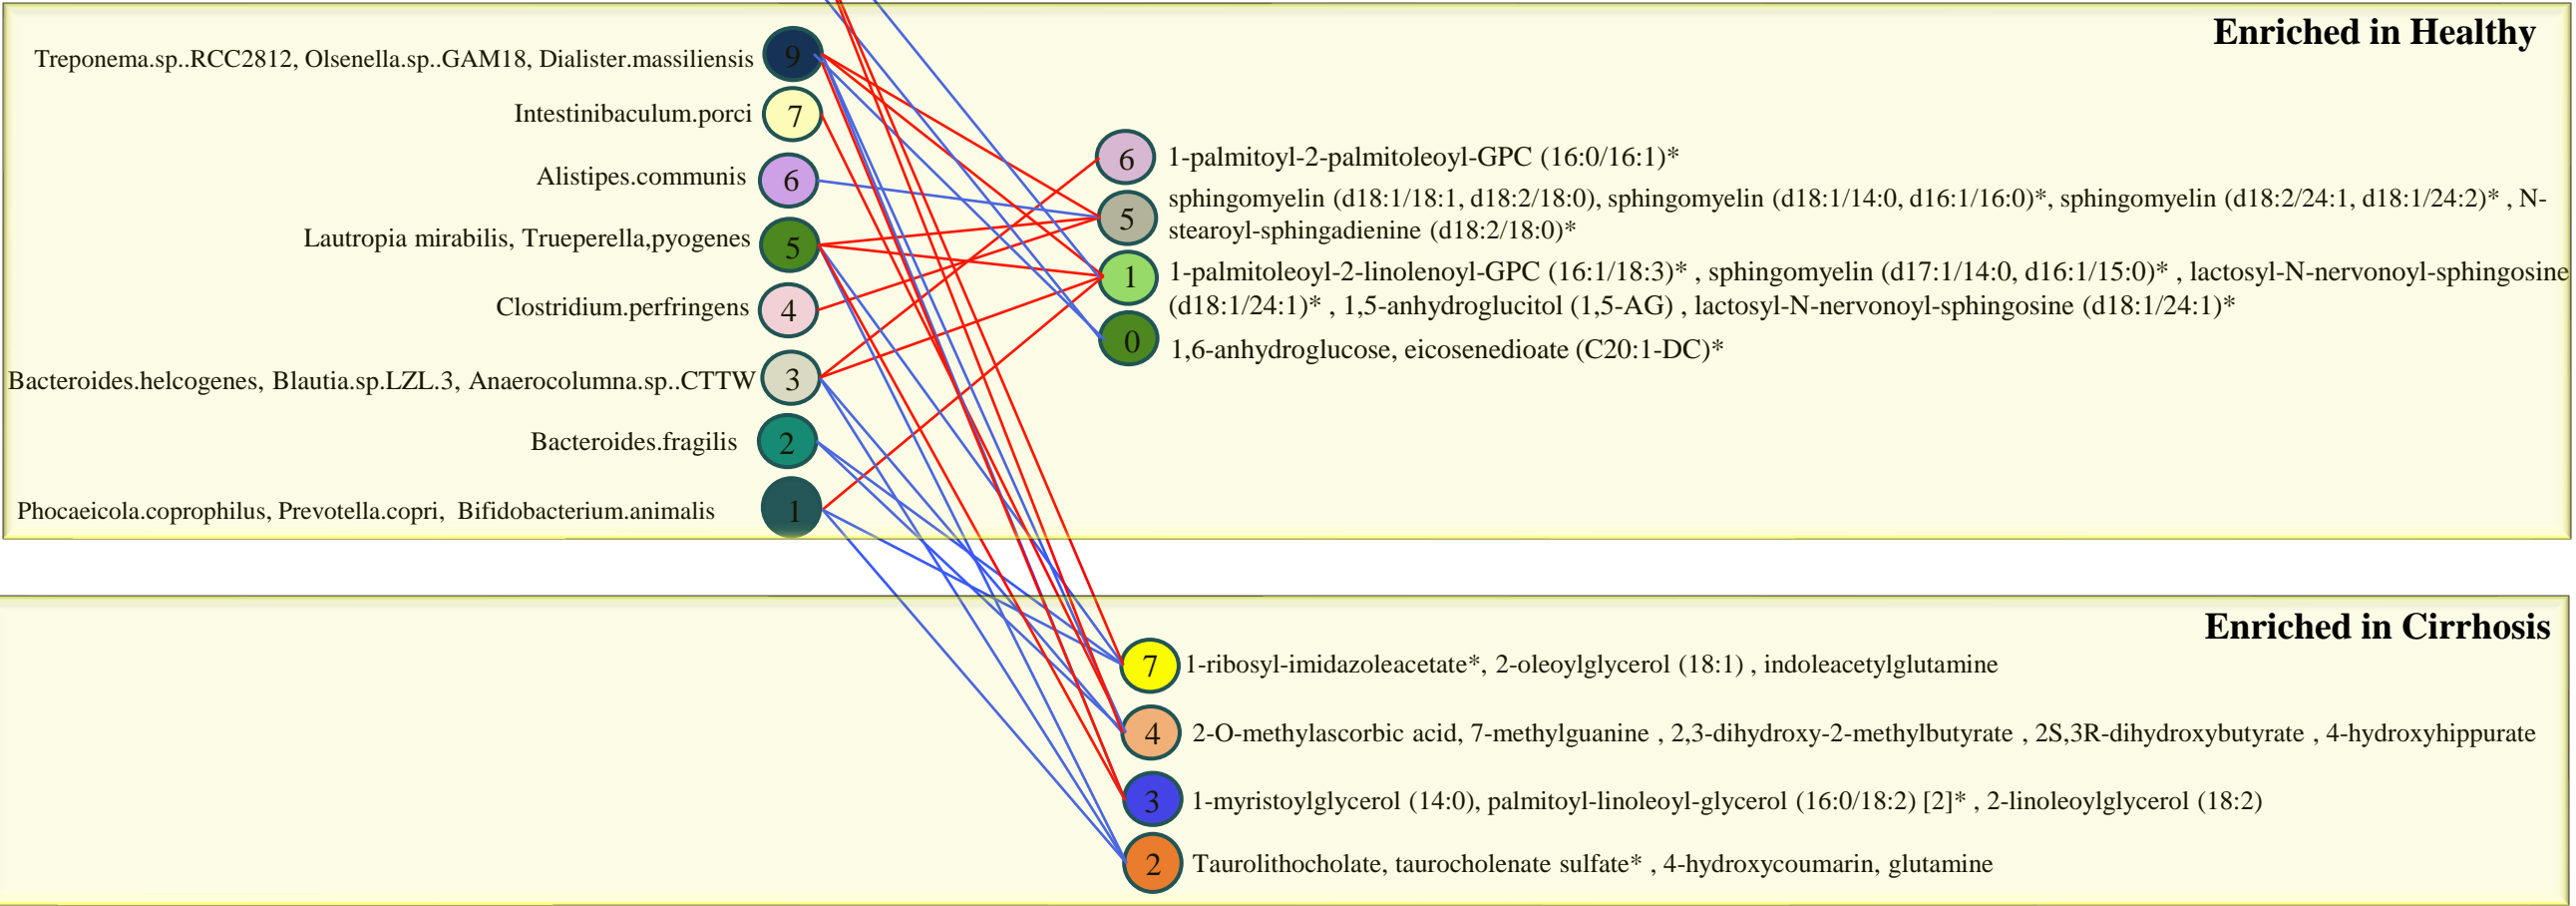 Enriched in Healthy
Treponema.sp..RCC2812, Olsenella.sp..GAM18, Dialister.massiliensis
9
Intestinibaculum.porci
7
Alistipes.communis
6
Lautropia mirabilis, Trueperella,pyogenes
5
Clostridium.perfringens
4
Bacteroides.helcogenes, Blautia.sp.LZL.3, Anaerocolumna.sp..CTTW
3
Bacteroides.fragilis
2
Phocaeicola.coprophilus, Prevotella.copri, Bifidobacterium.animalis
1
6
1-palmitoyl-2-palmitoleoyl-GPC (16:0/16:1)*
5
sphingomyelin (d18:1/18:1, d18:2/18:0), sphingomyelin (d18:1/14:0, d16:1/16:0)*, sphingomyelin (d18:2/24:1, d18:1/24:2)* , N-
stearoyl-sphingadienine (d18:2/18:0)*
1
1-palmitoleoyl-2-linolenoyl-GPC (16:1/18:3)* , sphingomyelin (d17:1/14:0, d16:1/15:0)* , lactosyl-N-nervonoyl-sphingosine
(d18:1/24:1)* , 1,5-anhydroglucitol (1,5-AG) , lactosyl-N-nervonoyl-sphingosine (d18:1/24:1)*
0
1,6-anhydroglucose, eicosenedioate (C20:1-DC)*
Enriched in Cirrhosis
7
1-ribosyl-imidazoleacetate*, 2-oleoylglycerol (18:1) , indoleacetylglutamine
4
2-O-methylascorbic acid, 7-methylguanine , 2,3-dihydroxy-2-methylbutyrate , 2S,3R-dihydroxybutyrate , 4-hydroxyhippurate
3
1-myristoylglycerol (14:0), palmitoyl-linoleoyl-glycerol (16:0/18:2) [2]* , 2-linoleoylglycerol (18:2)
2
Taurolithocholate, taurocholenate sulfate* , 4-hydroxycoumarin, glutamine